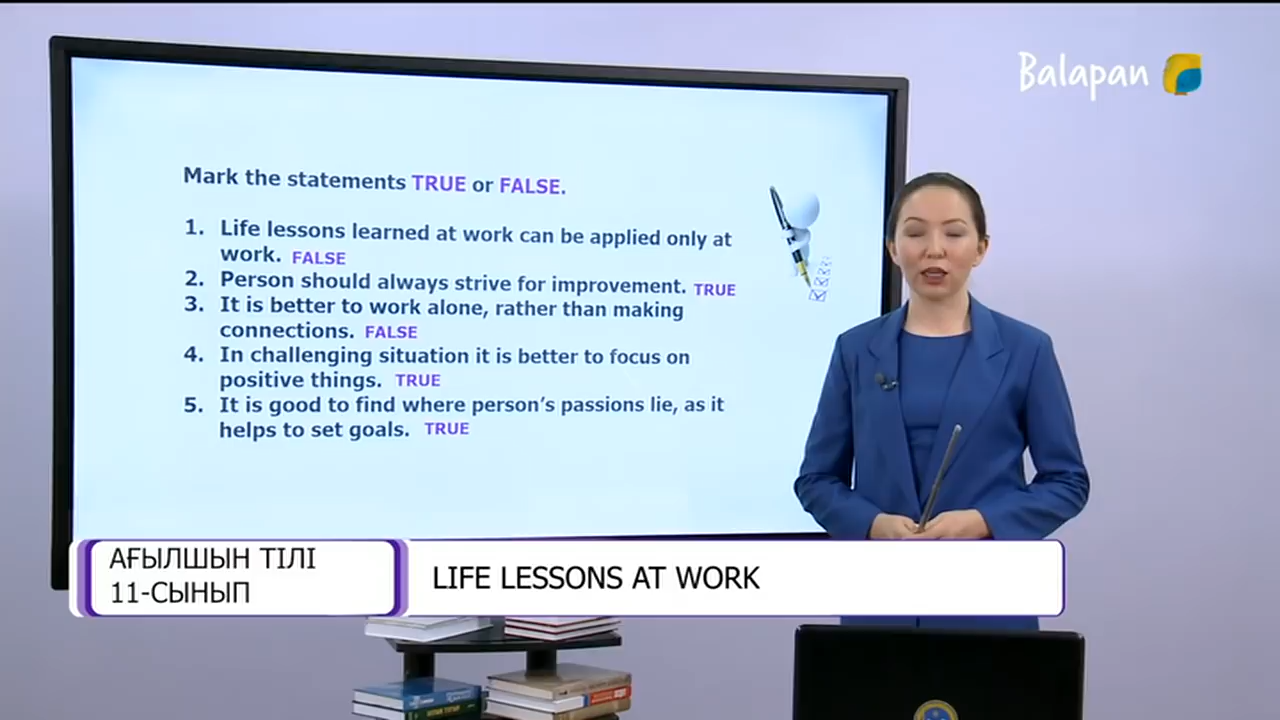 Balapan
Mark the statements TRUE or FALSE.
1. Life lessons learned at work can be applied only at
work. FALSE
2. Person should always strive for improvement. TRUE
3. It is better to work alone, rather than making
connections. FALSE
4. In challenging situation it is better to focus on
positive things. TRUE
5. It is good to find where person's passions lie, as it
helps to set goals. TRUE
АҒЫЛШЫН ТІЛІ
11-СЫНЫП
LIFE LESSONS AT WORK